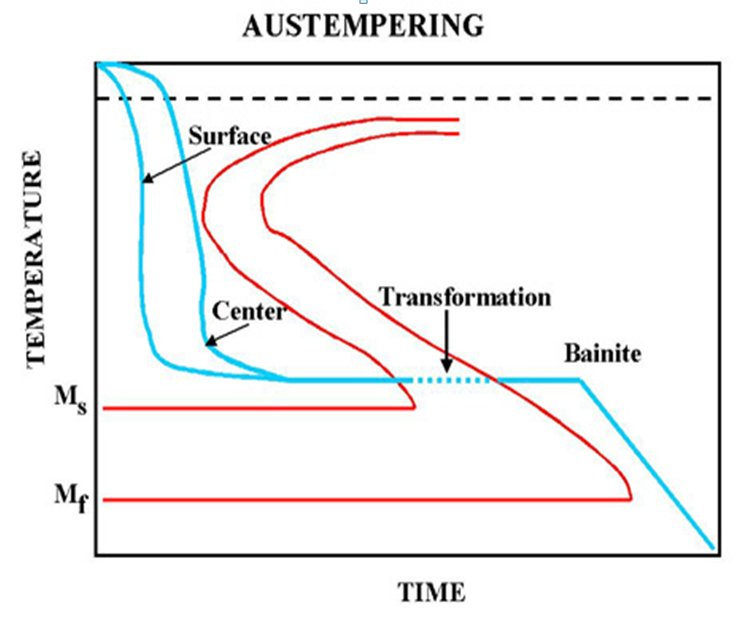 AUSTEMPERING
Surface
TEMPERATURE
Transformation
Center
Bainite
Ms
Mf
TIME